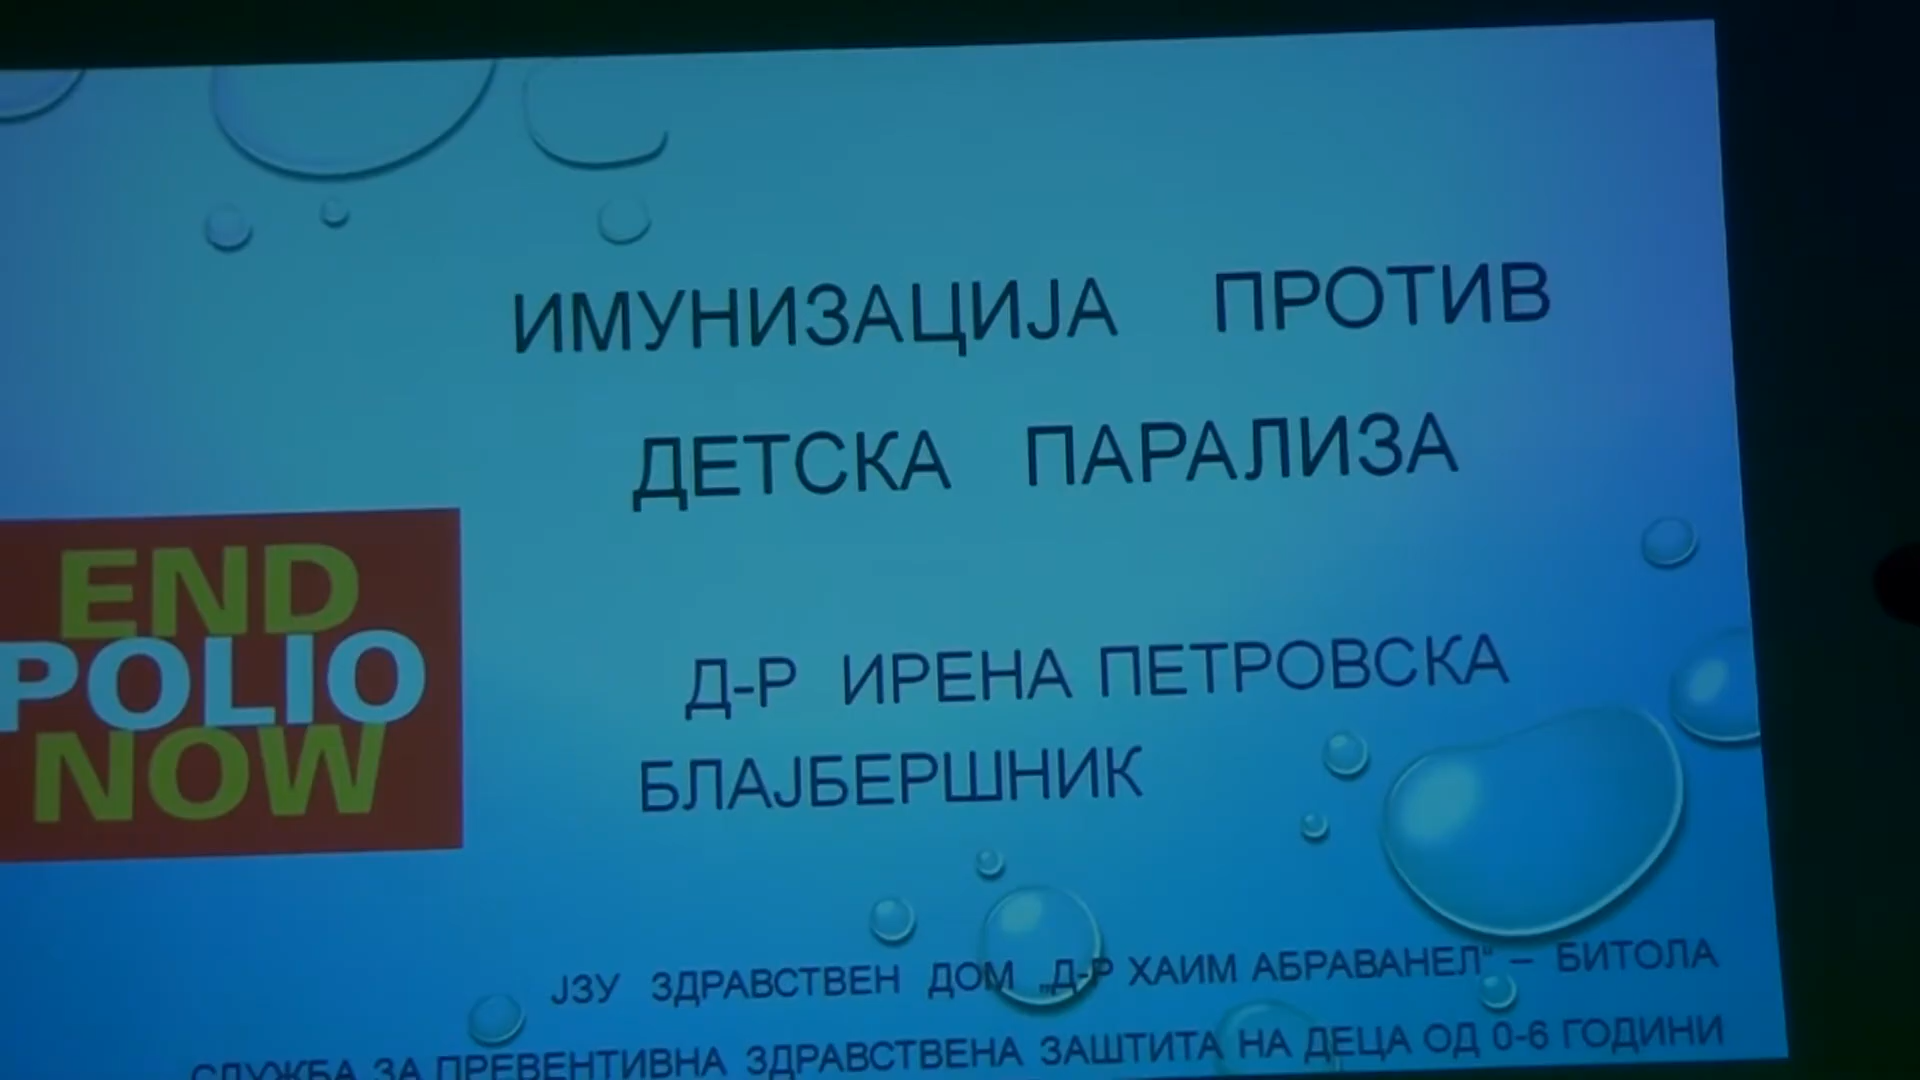 ИМУНИЗАЦИЈА ПРОТИВ
ДЕТСКА ПАРАЛИЗА
END
POLIO
NOW
Д-Р ИРЕНА ПЕТРОВСКА
БЛАЈБЕРШНИК
ЈЗУ ЗДРАВСТВЕН ДОМ „Д-Р ХАИМ АБРАВАНЕЛ“ – БИТОЛА
СЛУЖБА ЗА ПРЕВЕНТИВНА ЗДРАВСТВЕНА ЗАШТИТА НА ДЕЦА ОД 0-6 ГОДИНИ